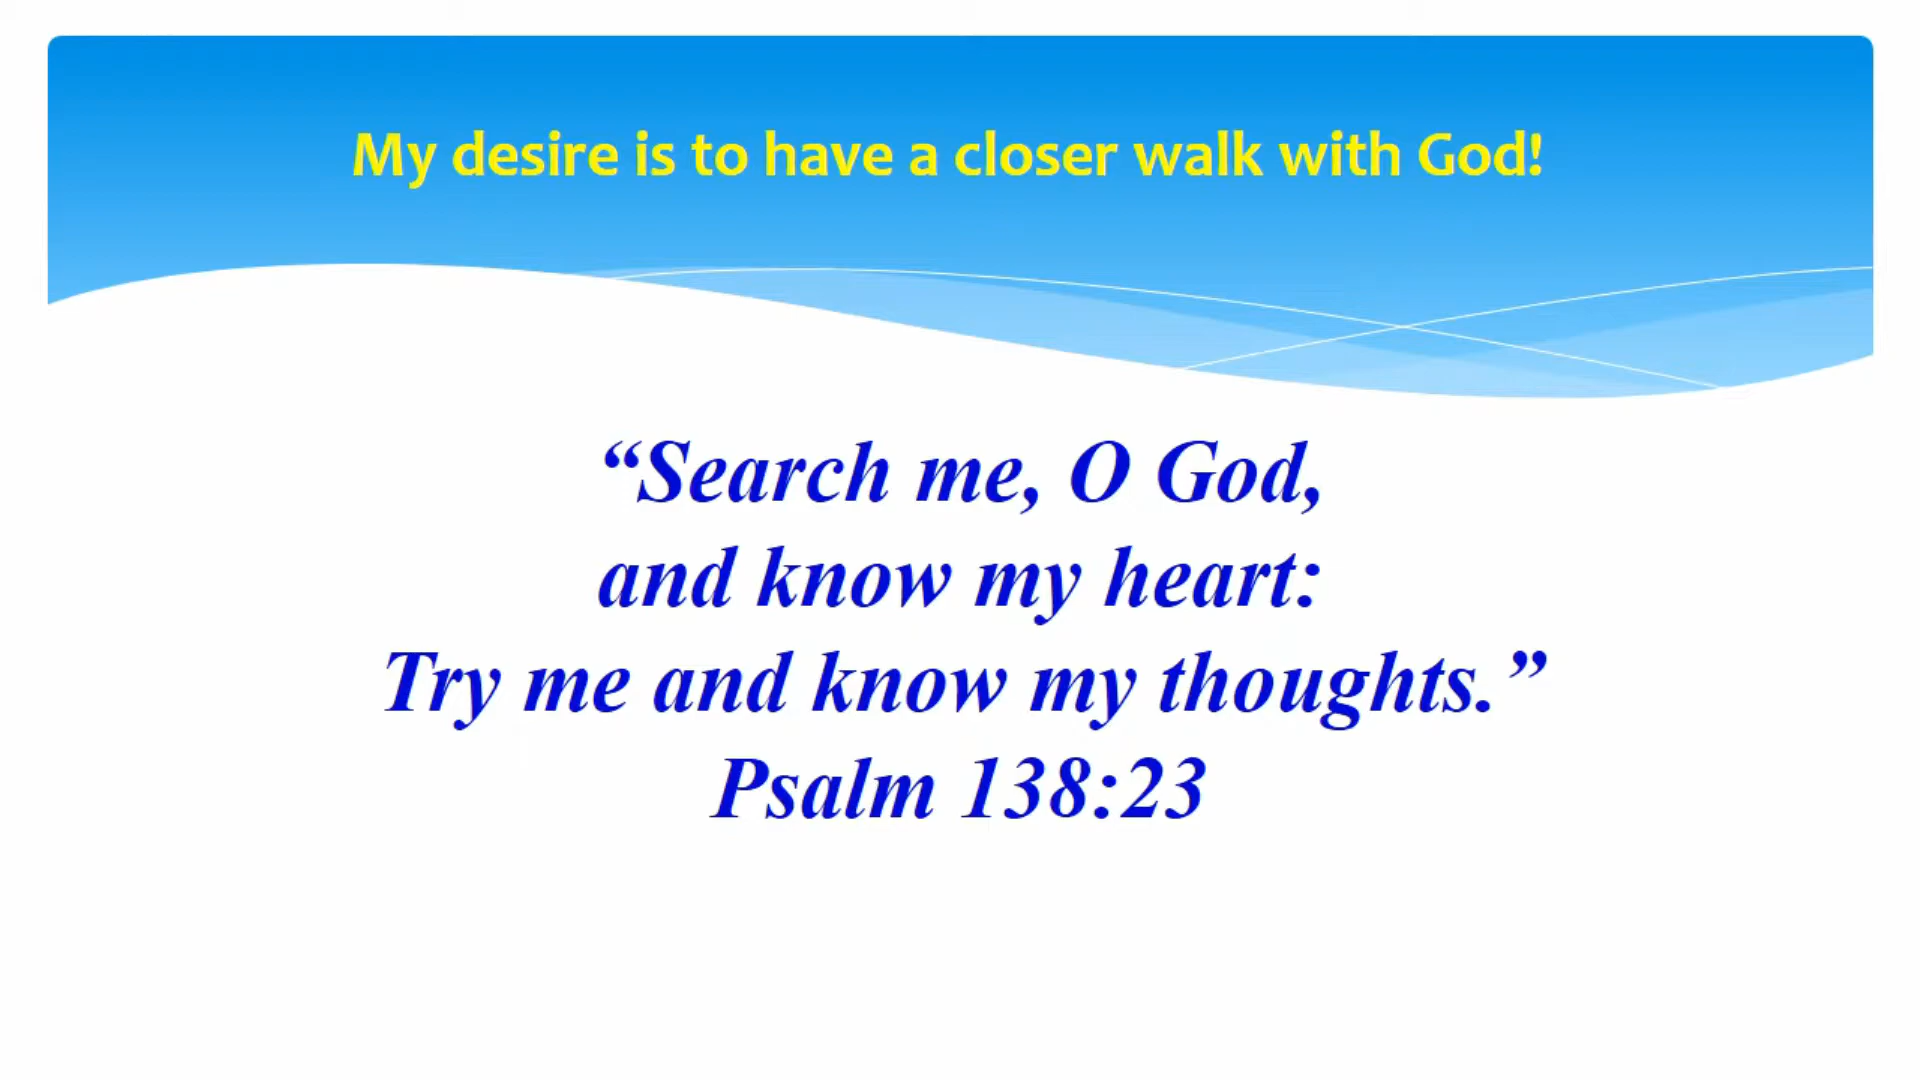 My desire is to have a closer walk with God!
“Search me, O God,
and know my heart:
Try me and know my thoughts.”
Psalm 138:23